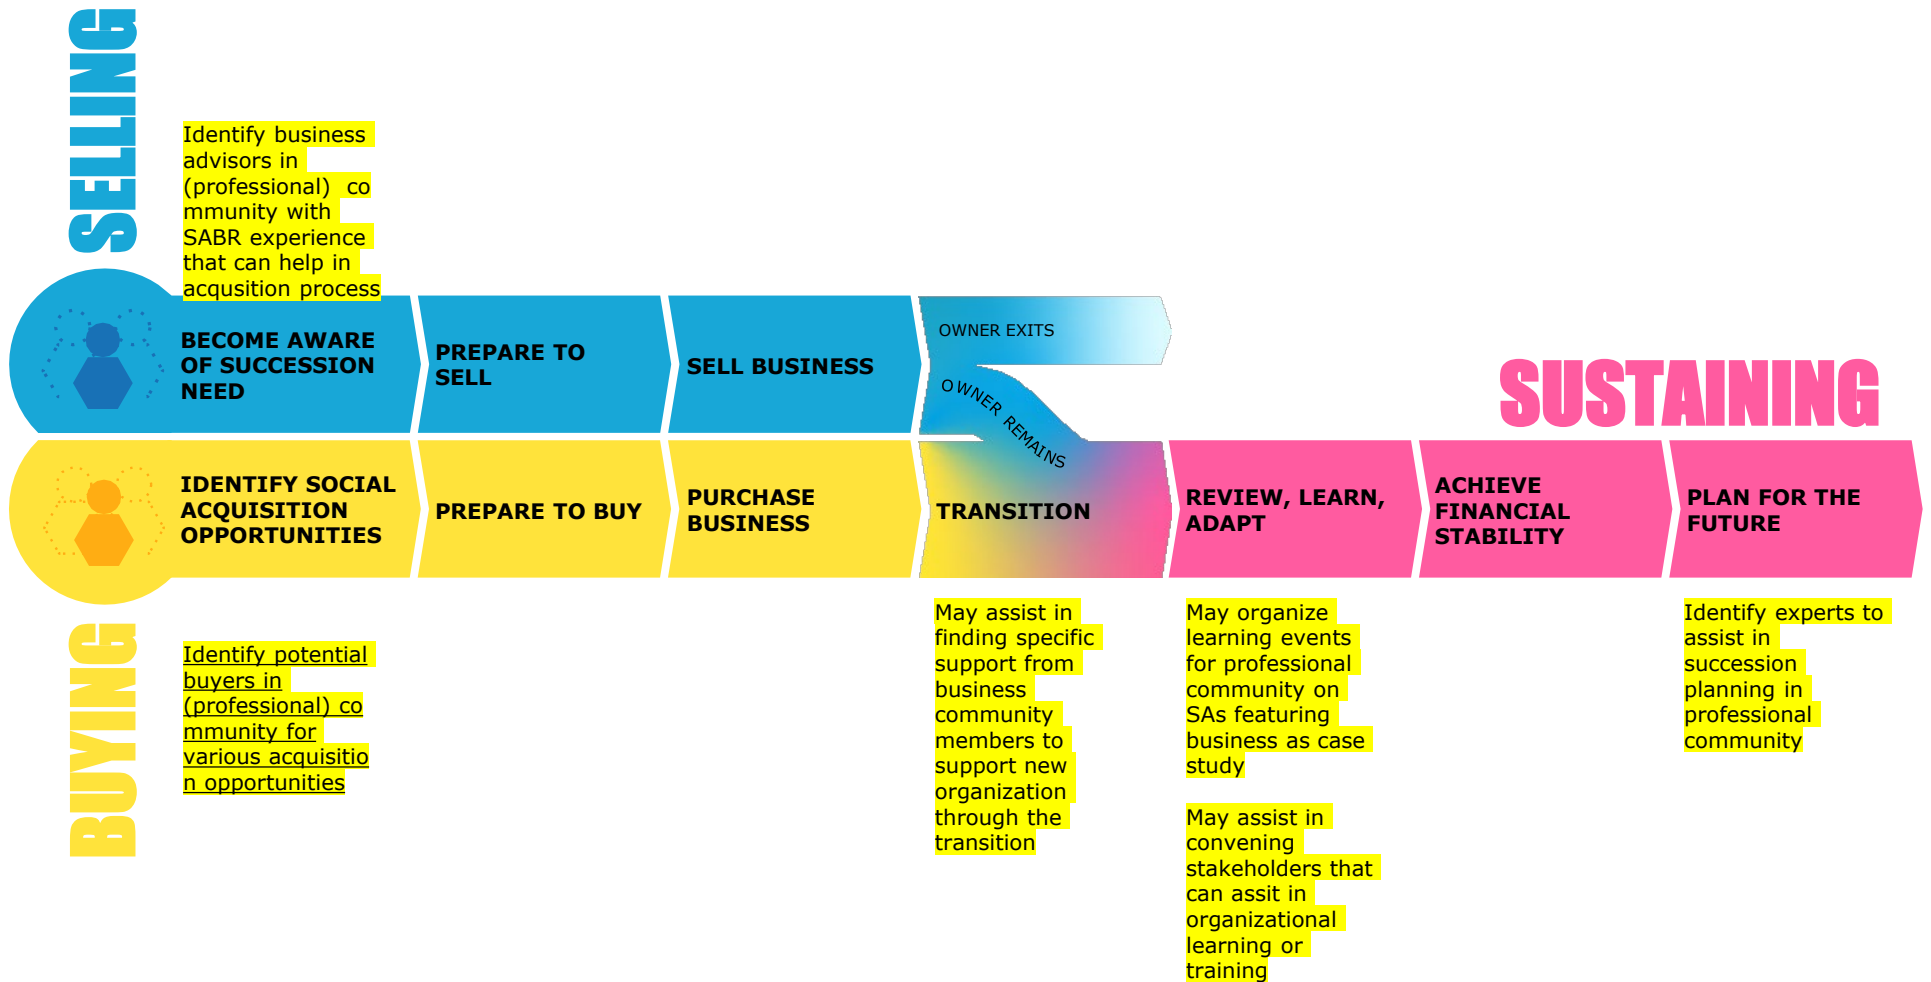 SELLING
Identify business
advisors in
(professional)  co
mmunity with
SABR experience
that can help in
acqusition process
BECOME AWARE
OF SUCCESSION
NEED
PREPARE TO
SELL
SELL BUSINESS
OWNER EXITS
OWNER REMAINS
SUSTAINING
IDENTIFY SOCIAL
ACQUISITION
OPPORTUNITIES
PREPARE TO BUY
PURCHASE
BUSINESS
TRANSITION
REVIEW, LEARN,
ADAPT
ACHIEVE
FINANCIAL
STABILITY
PLAN FOR THE
FUTURE
BUYING
Identify potential
buyers in
(professional) co
mmunity for
various acquisitio
n opportunities
May assist in
finding specific
support from
business
community
members to
support new
organization
through the
transition
May organize
learning events
for professional
community on
SAs featuring
business as case
study
May assist in
convening
stakeholders that
can assit in
organizational
learning or
training
Identify experts to
assist in
succession
planning in
professional
community